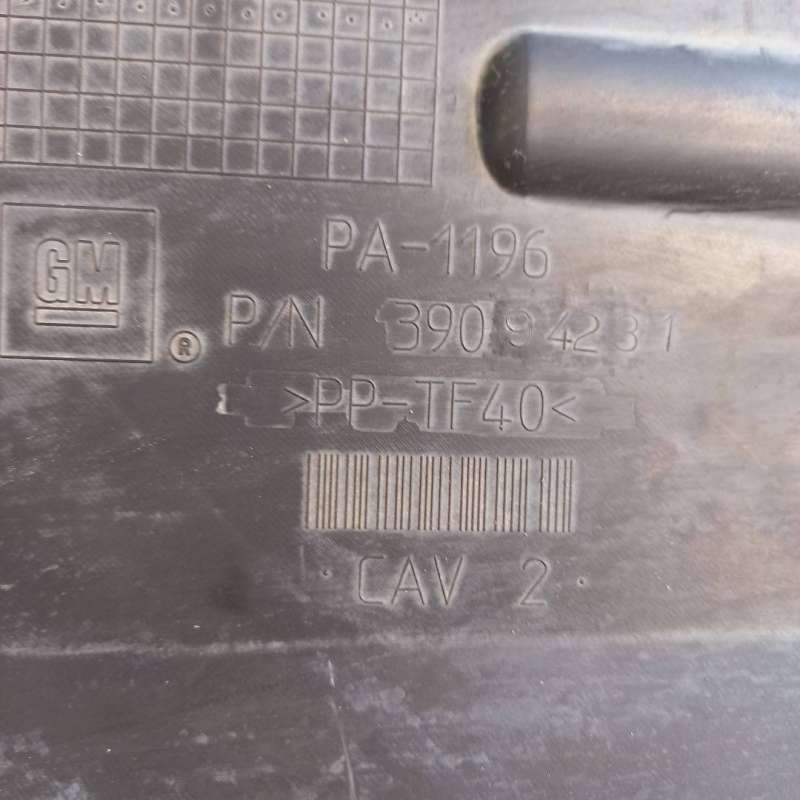 PA-1196
GM ®
P/N 39094231
>PP-TF40<
CAV 2